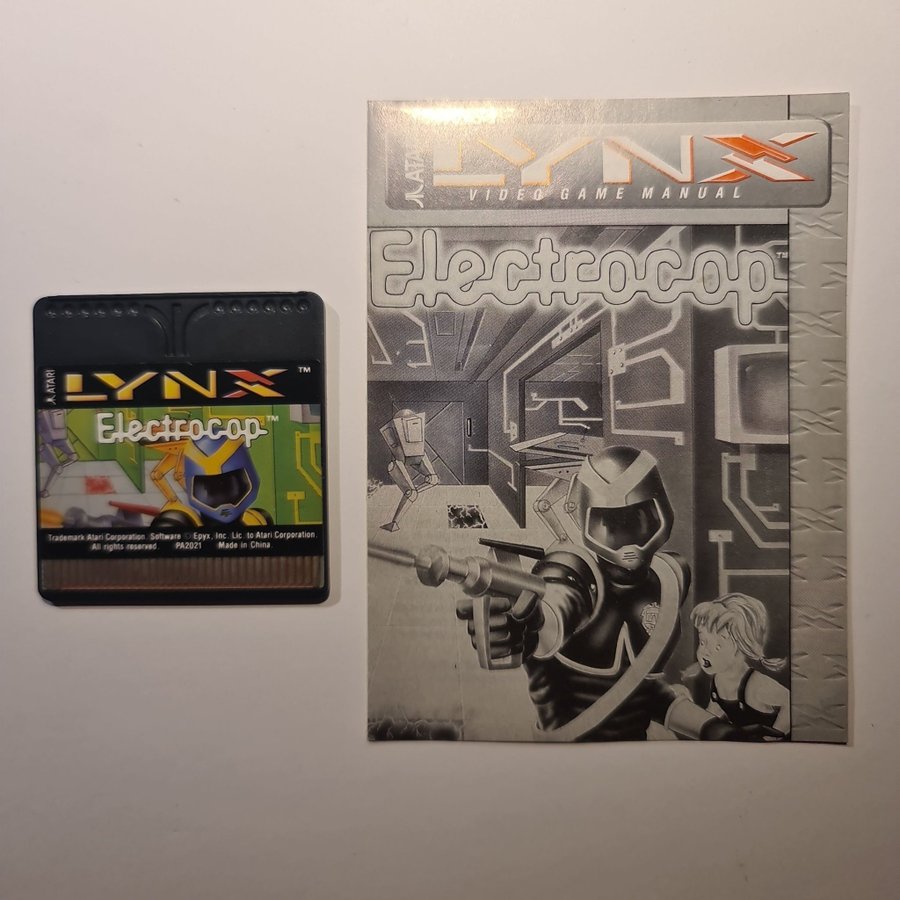 ATARI
LYNX™
Electrocop™
Trademark Atari Corporation. Software ©Epyx, Inc. Lic. to Atari Corporation.
All rights reserved. PA2021 Made in China.
ATARI
LYNX
VIDEO GAME MANUAL
Electrocop™